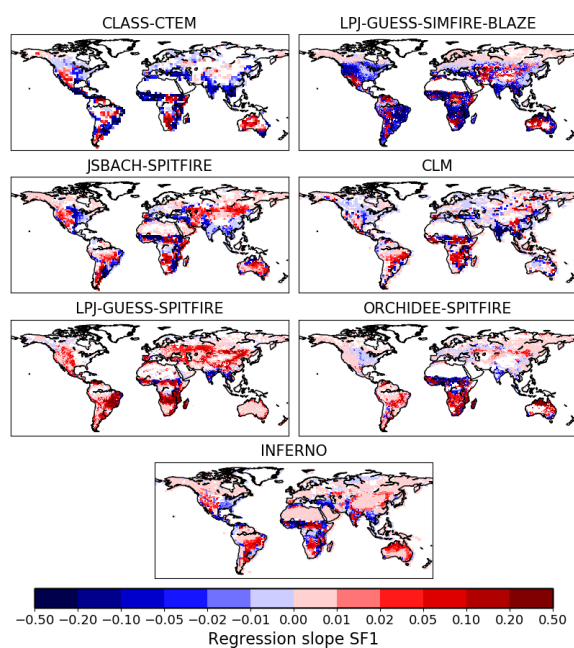 CLASS-CTEM
LPJ-GUESS-SIMFIRE-BLAZE
JSBACH-SPITFIRE
CLM
LPJ-GUESS-SPITFIRE
ORCHIDEE-SPITFIRE
INFERNO
−0.50 −0.20 −0.10 −0.05 −0.02 −0.01 0.00 0.01 0.02 0.05 0.10 0.20 0.50
Regression slope SF1